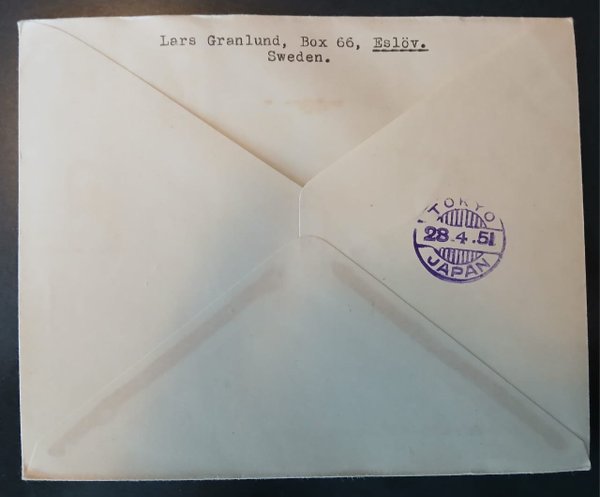 Lars Granlund, Box 66, Eslöv.
Sweden.
TOKYO
28.4.51
JAPAN